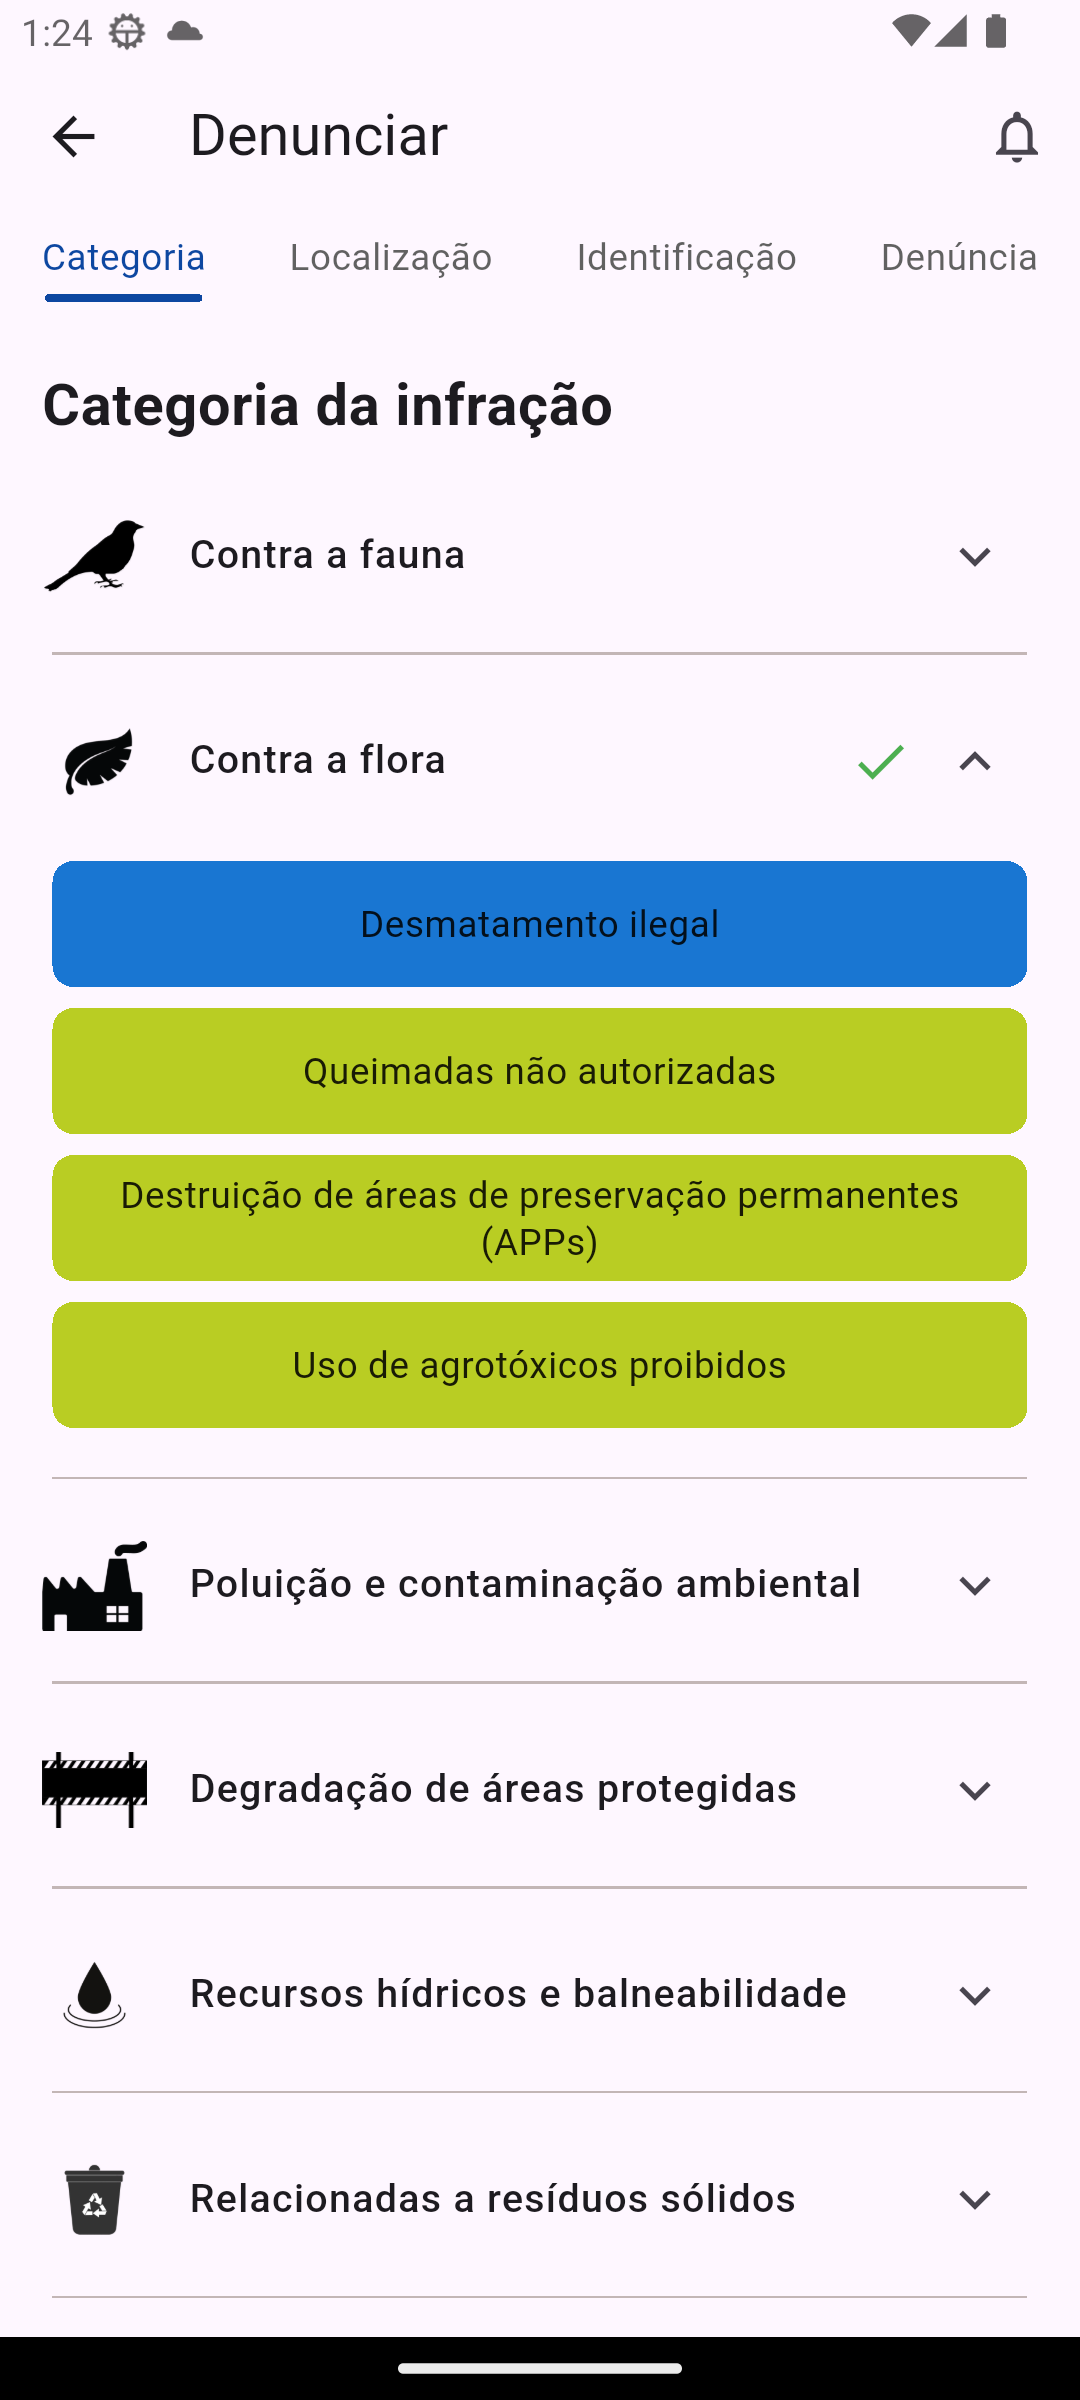 1:24
Denunciar
Categoria
Localização
Identificação
Denúncia
Categoria da infração
Contra a fauna
Contra a flora
Desmatamento ilegal
Queimadas não autorizadas
Destruição de áreas de preservação permanentes
(APPs)
Uso de agrotóxicos proibidos
Poluição e contaminação ambiental
Degradação de áreas protegidas
Recursos hídricos e balneabilidade
Relacionadas a resíduos sólidos